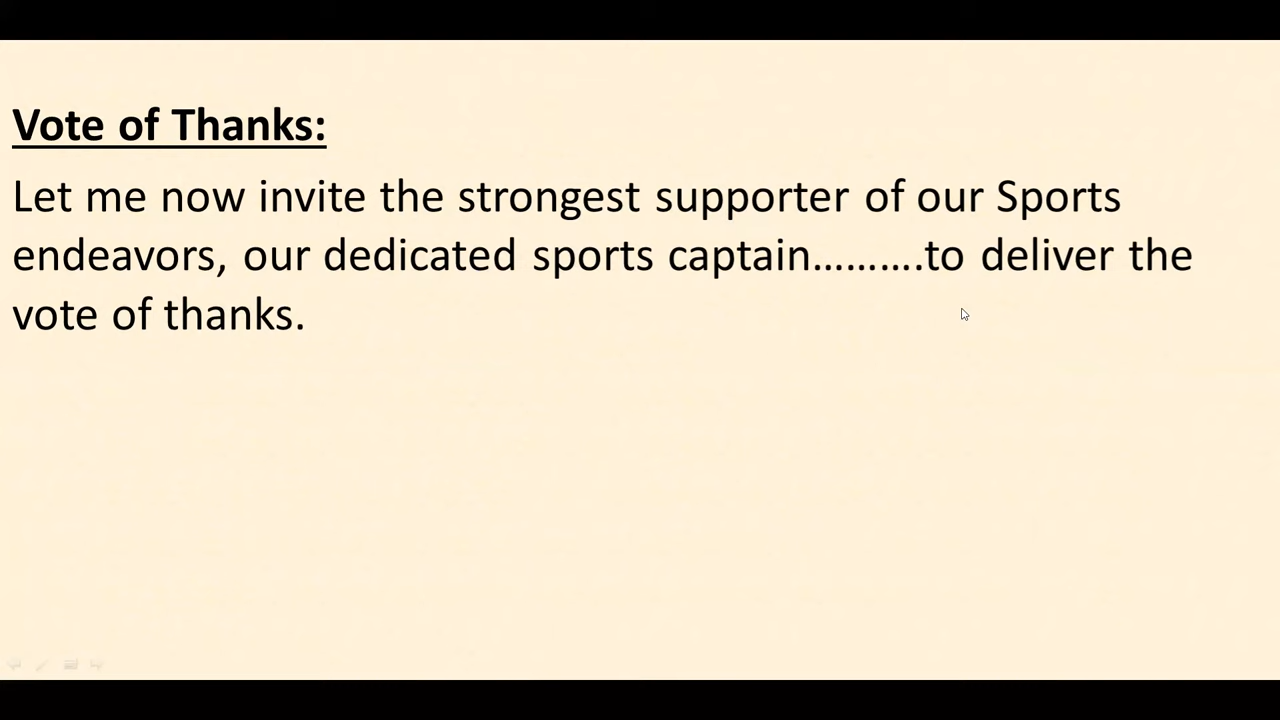 Vote of Thanks:
Let me now invite the strongest supporter of our Sports
endeavors, our dedicated sports captain……….to deliver the
vote of thanks.